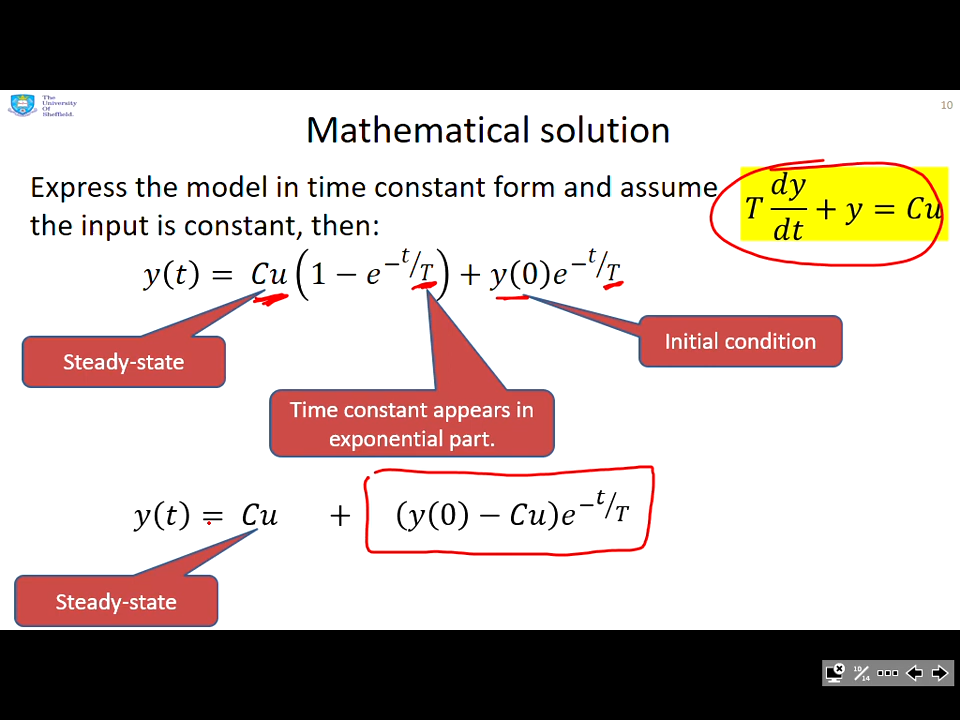 The
University
Of
Sheffield.
10
Mathematical solution
Express the model in time constant form and assume
the input is constant, then:
T dy/dt + y = Cu
y(t) = Cu(1 − e^{−t/T}) + y(0)e^{−t/T}
Steady-state
Initial condition
Time constant appears in
exponential part.
y(t) = Cu + (y(0) − Cu)e^{−t/T}
Steady-state
10/14